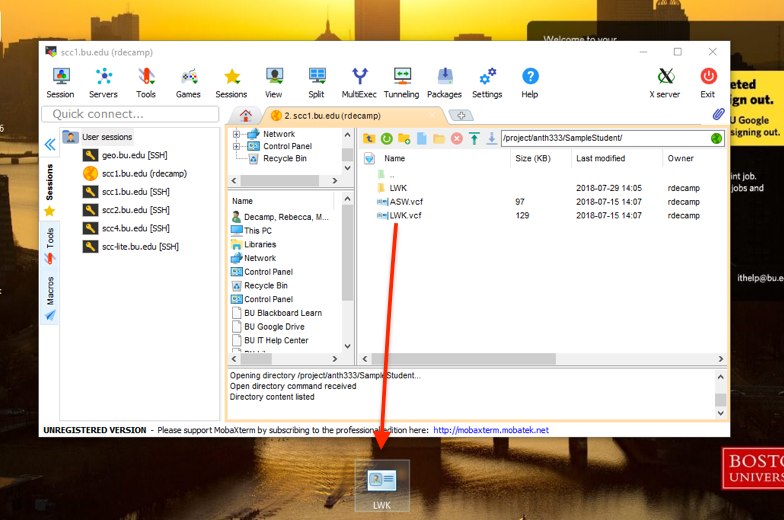 Welcome to your
scc1.bu.edu (rdecamp)
Session
Servers
Tools
Games
Sessions
View
Split
MultiExec
Tunneling
Packages
Settings
Help
X server
Exit
Quick connect...
2. scc1.bu.edu (rdecamp)
User sessions
geo.bu.edu [SSH]
scc1.bu.edu (rdecamp)
scc1.bu.edu [SSH]
scc2.bu.edu [SSH]
scc4.bu.edu [SSH]
scc-lite.bu.edu [SSH]
Sessions
Tools
Macros
Network
Control Panel
Recycle Bin
Name
Decamp, Rebecca, M...
This PC
Libraries
Network
Control Panel
Recycle Bin
Control Panel
BU Blackboard Learn
BU Google Drive
BU IT Help Center
/project/anth333/SampleStudent/
Name Size (KB) Last modified Owner
..
LWK 2018-07-29 14:05 rdecamp
ASW.vcf 97 2018-07-15 14:07 rdecamp
LWK.vcf 129 2018-07-15 14:07 rdecamp
Opening directory /project/anth333/SampleStudent...
Open directory command received
Directory content listed
UNREGISTERED VERSION - Please support MobaXterm by subscribing to the professional edition here: http://mobaxterm.mobatek.net
eted
ign out.
U Google
signing out.
int job.
jobs and
ithelp@bu.e
LWK
BOSTO
UNIVERS